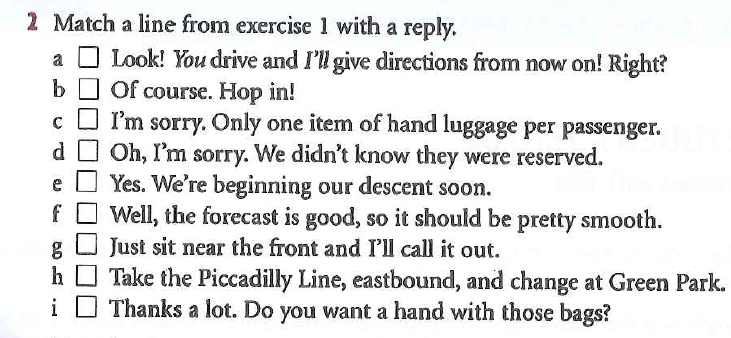 2 Match a line from exercise 1 with a reply.
a □ Look! You drive and I'll give directions from now on! Right?
b □ Of course. Hop in!
c □ I'm sorry. Only one item of hand luggage per passenger.
d □ Oh, I'm sorry. We didn't know they were reserved.
e □ Yes. We're beginning our descent soon.
f □ Well, the forecast is good, so it should be pretty smooth.
g □ Just sit near the front and I'll call it out.
h □ Take the Piccadilly Line, eastbound, and change at Green Park.
i □ Thanks a lot. Do you want a hand with those bags?